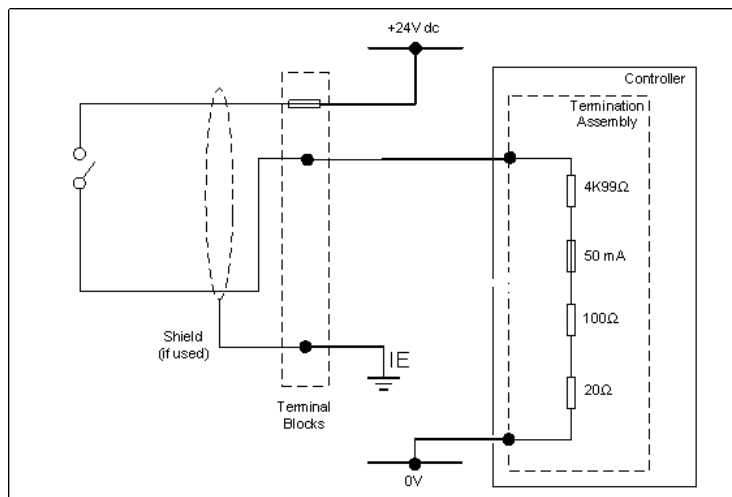 +24V dc
Controller
Termination
Assembly
4K99Ω
50 mA
100Ω
20Ω
Shield
(if used)
IE
Terminal
Blocks
0V